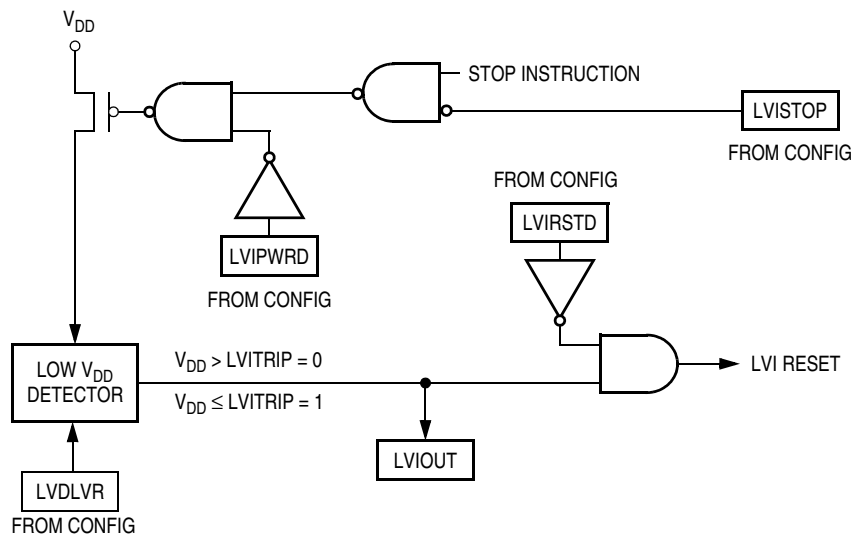 VDD
STOP INSTRUCTION
LVISTOP
FROM CONFIG
FROM CONFIG
LVIRSTD
LVIPWRD
FROM CONFIG
LOW VDD
DETECTOR
VDD > LVITRIP = 0
VDD ≤ LVITRIP = 1
LVI RESET
LVIOUT
LVDLVR
FROM CONFIG